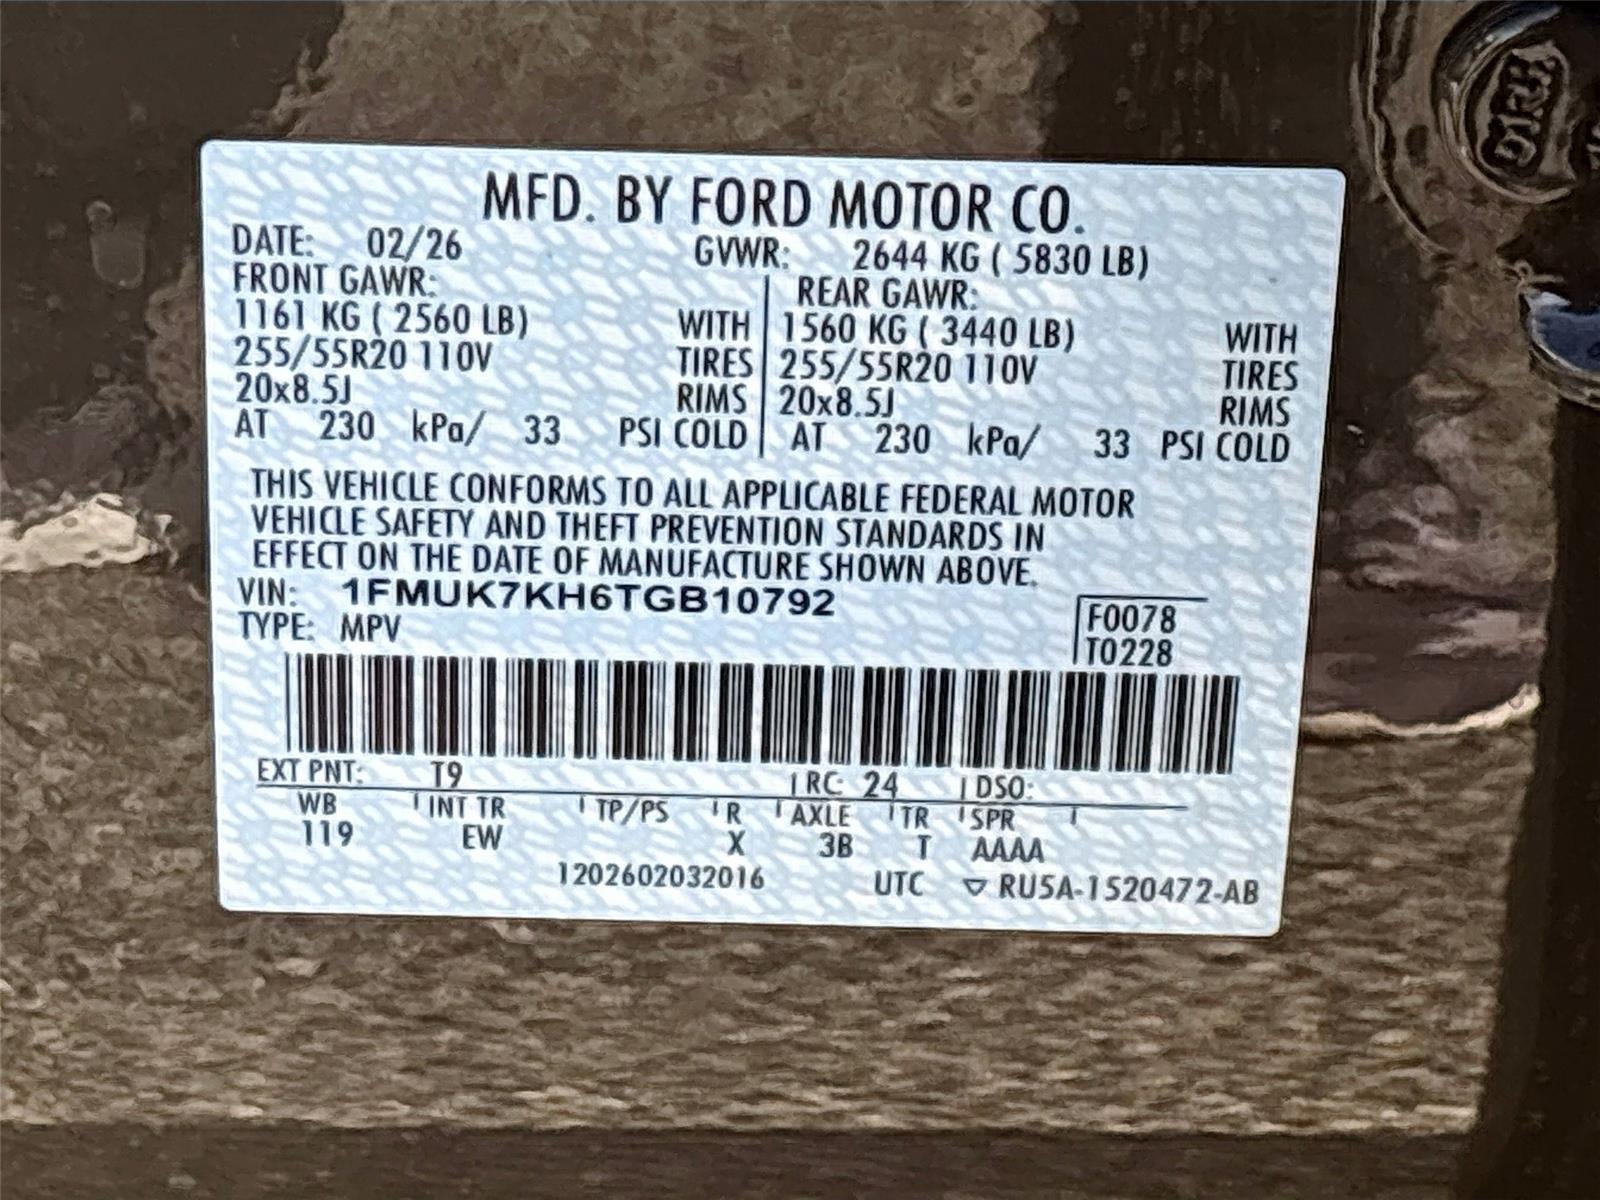 MFD. BY FORD MOTOR CO.
DATE: 02/26 GVWR: 2644 KG ( 5830 LB)
FRONT GAWR: REAR GAWR:
1161 KG ( 2560 LB) WITH 1560 KG ( 3440 LB) WITH
255/55R20 110V TIRES 255/55R20 110V TIRES
20x8.5J RIMS 20x8.5J RIMS
AT 230 kPa/ 33 PSI COLD AT 230 kPa/ 33 PSI COLD
THIS VEHICLE CONFORMS TO ALL APPLICABLE FEDERAL MOTOR
VEHICLE SAFETY AND THEFT PREVENTION STANDARDS IN
EFFECT ON THE DATE OF MANUFACTURE SHOWN ABOVE.
VIN: 1FMUK7KH6TGB10792
TYPE: MPV
F0078
T0228
EXT PNT: T9 RC: 24 DSO:
WB INT TR TP/PS R AXLE TR SPR
119 EW X 3B T AAAA
1202602032016 UTC ▽ RU5A-1520472-AB